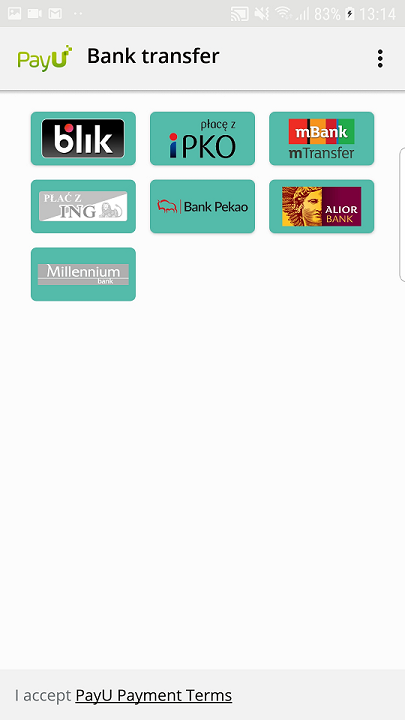 83% 13:14
PayU Bank transfer
blik
płacę z
iPKO
mBank
mTransfer
PŁAĆ Z
ING
Bank Pekao
ALIOR
BANK
Millennium
bank
I accept PayU Payment Terms